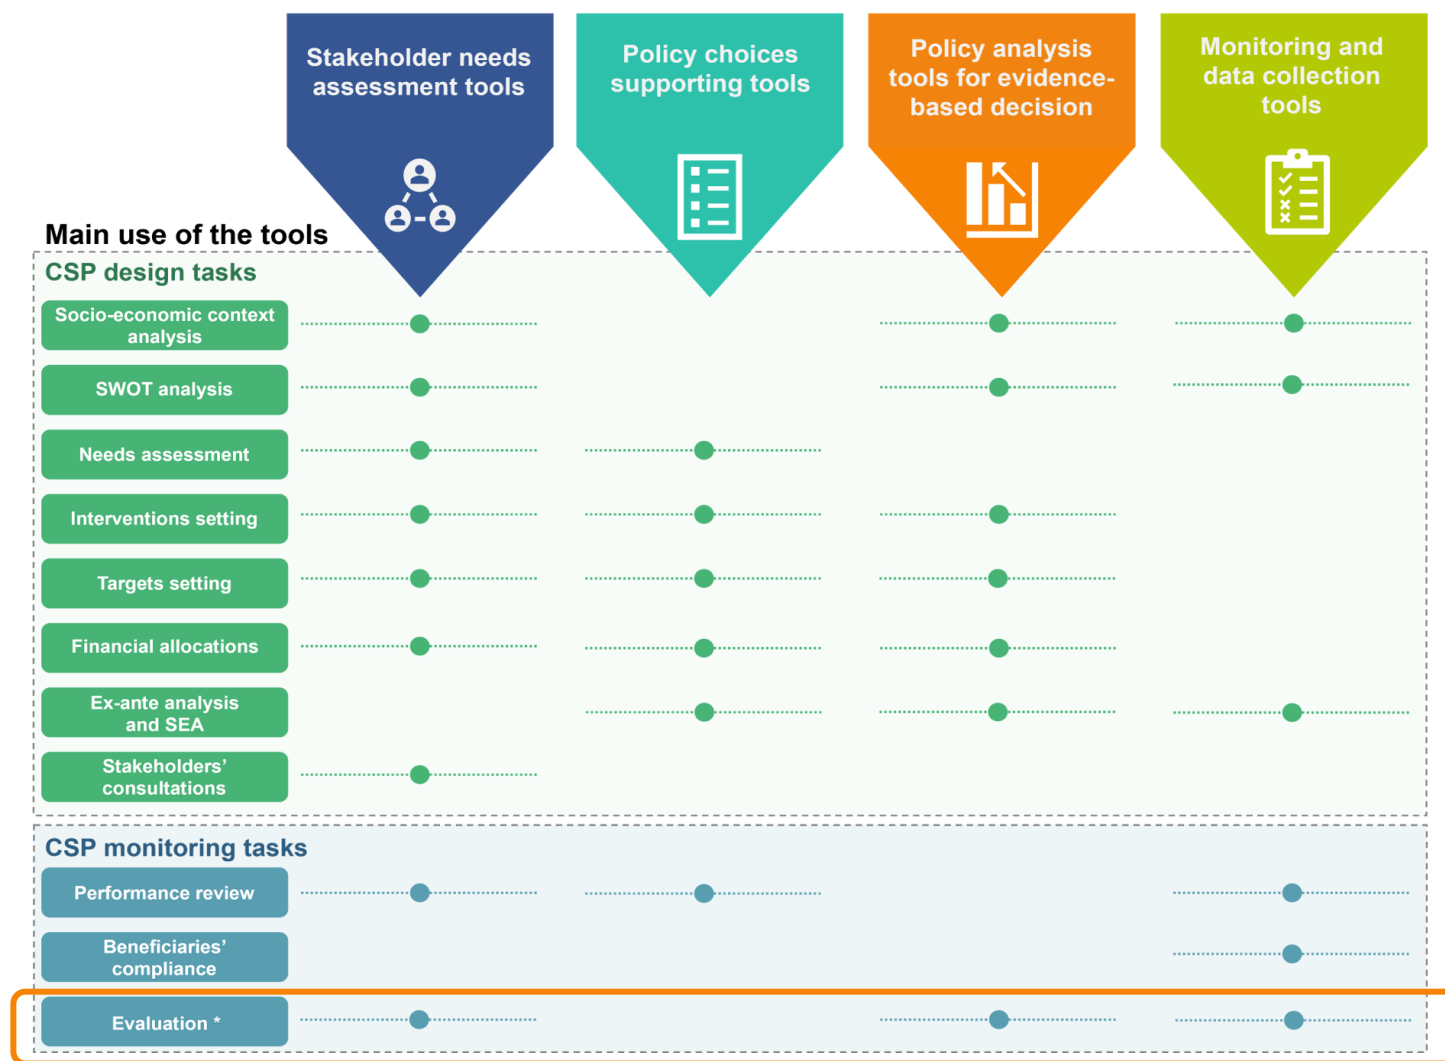 Stakeholder needs
assessment tools
Policy choices
supporting tools
Policy analysis
tools for evidence-
based decision
Monitoring and
data collection
tools
Main use of the tools
CSP design tasks
Socio-economic context
analysis
SWOT analysis
Needs assessment
Interventions setting
Targets setting
Financial allocations
Ex-ante analysis
and SEA
Stakeholders’
consultations
CSP monitoring tasks
Performance review
Beneficiaries’
compliance
Evaluation *